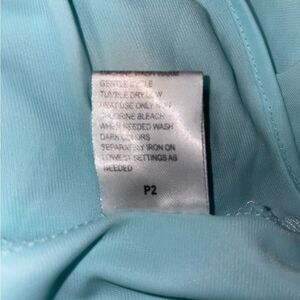 GENTLE CYCLE
TUMBLE DRY LOW
HEAT USE ONLY NON
CHLORINE BLEACH
WHEN NEEDED WASH
DARK COLORS
SEPARATELY IRON ON
LOWEST SETTINGS AS
NEEDED
P2